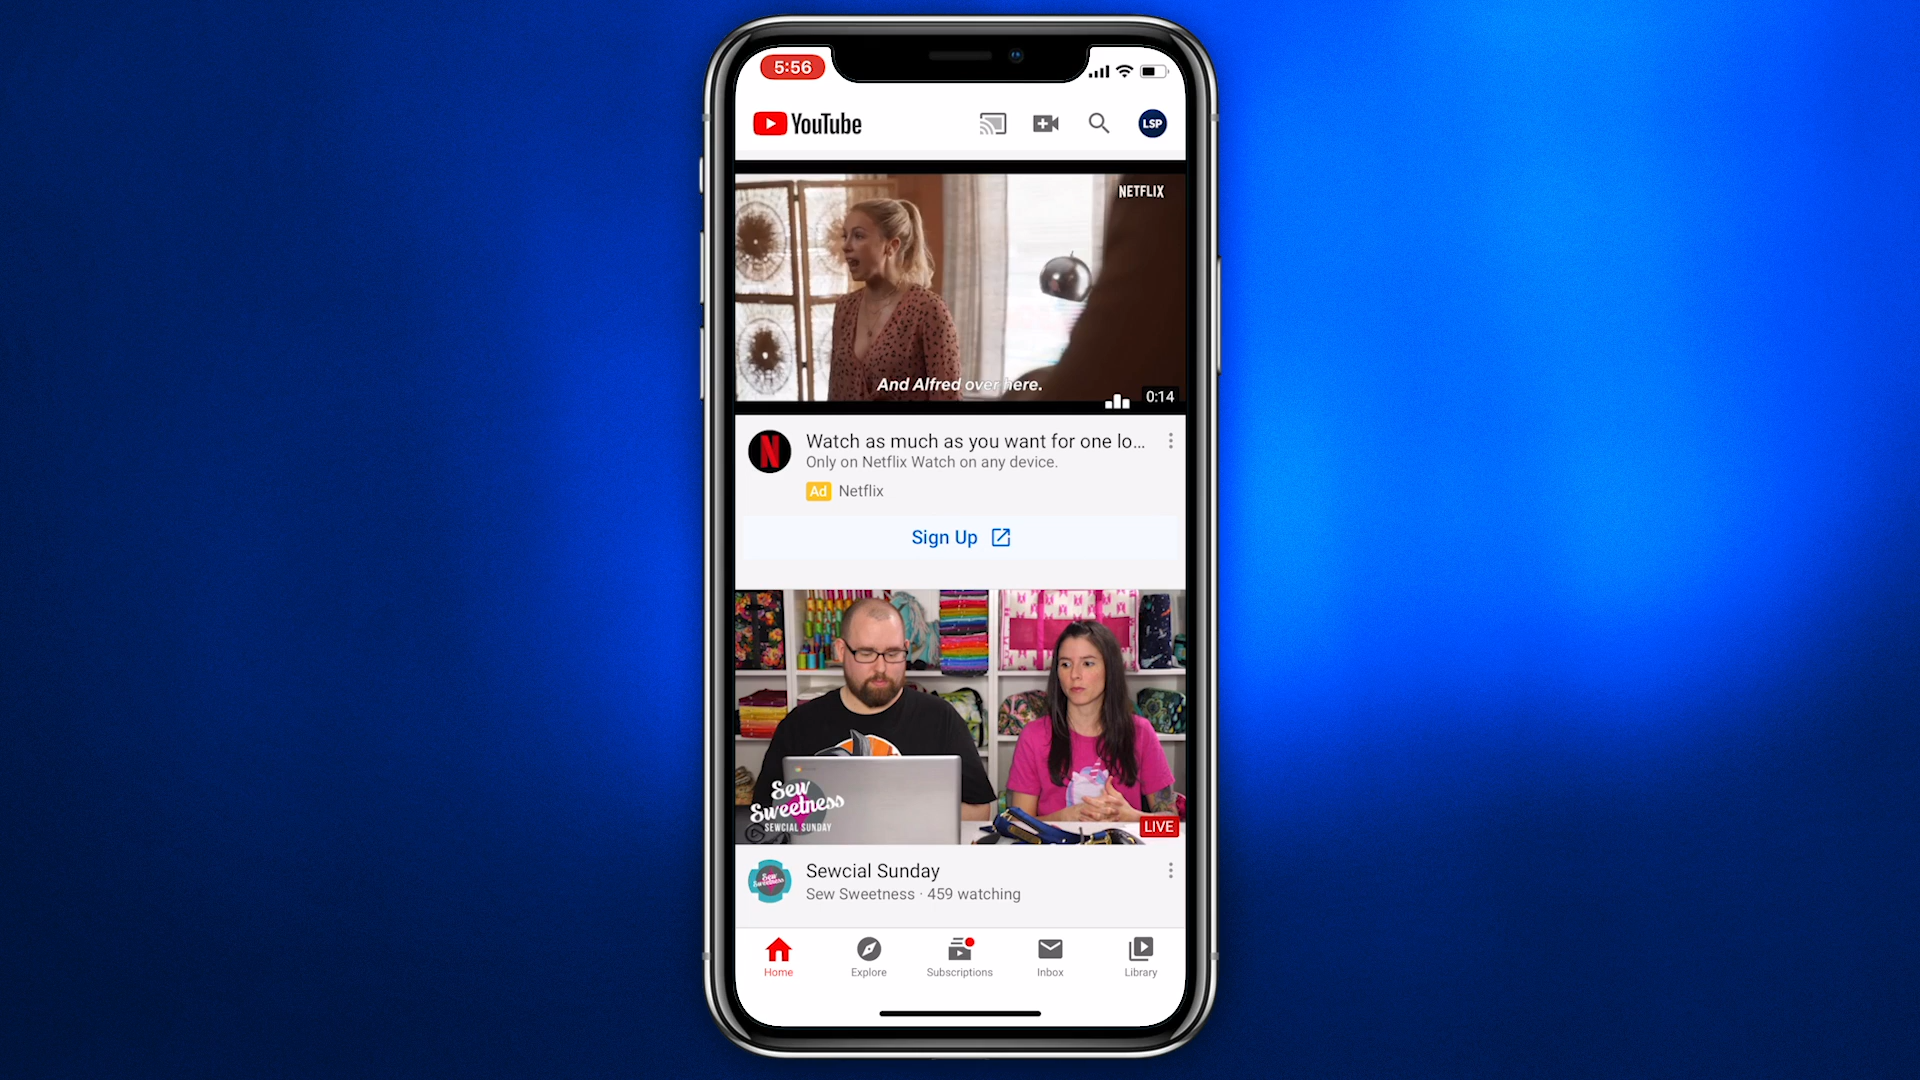 5:56
YouTube
LSP
NETFLIX
And Alfred over here.
0:14
N
Watch as much as you want for one lo...
Only on Netflix Watch on any device.
Ad Netflix
Sign Up
Sew
Sweetness
SEWCIAL SUNDAY
LIVE
Sew
Sweetness
Sewcial Sunday
Sew Sweetness · 459 watching
Home
Explore
Subscriptions
Inbox
Library